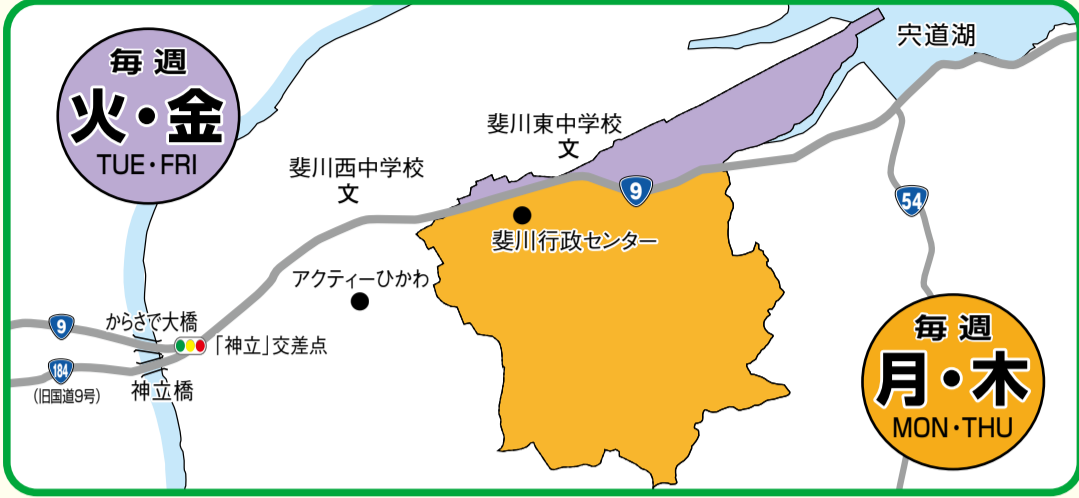 毎週
火・金
TUE・FRI
宍道湖
斐川東中学校
文
斐川西中学校
文
9
54
斐川行政センター
アクティーひかわ
9
からさで大橋
「神立」交差点
184
(旧国道9号)
神立橋
毎週
月・木
MON・THU